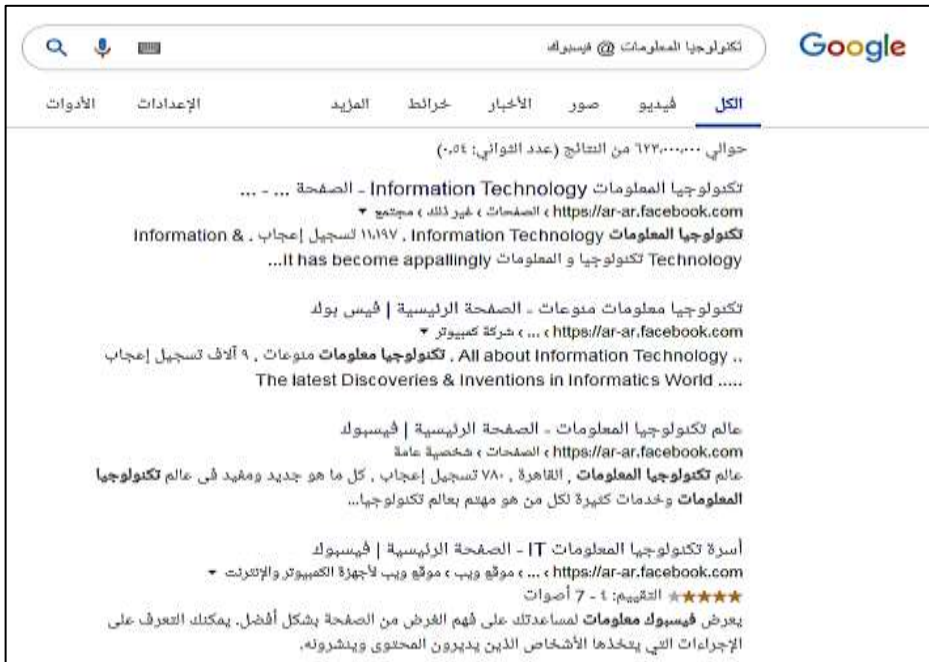 Google
تكنولوجيا المعلومات @ فيسبوك
الكل فيديو صور الأخبار خرائط المزيد الإعدادات الأدوات
حوالي ٦٢٣،٠٠٠،٠٠٠ من النتائج (عدد الثواني: ٠،٥٤)
تكنولوجيا المعلومات Information Technology - الصفحة ... - ...
https://ar-ar.facebook.com › الصفحات › غير ذلك › مجتمع
تكنولوجيا المعلومات Information Technology . ١١،١٩٧ تسجيل إعجاب . Information &
Technology تكنولوجيا و المعلومات It has become appallingly...
تكنولوجيا معلومات منوعات - الصفحة الرئيسية | فيس بوك
https://ar-ar.facebook.com › ... › شركة كمبيوتر
تكنولوجيا معلومات منوعات . ٩ آلاف تسجيل إعجاب . All about Information Technology ..
The latest Discoveries & Inventions in Informatics World .....
عالم تكنولوجيا المعلومات - الصفحة الرئيسية | فيسبوك
https://ar-ar.facebook.com › الصفحات › شخصية عامة
عالم تكنولوجيا المعلومات , القاهرة . ٧٨٠ تسجيل إعجاب . كل ما هو جديد ومفيد فى عالم تكنولوجيا
المعلومات وخدمات كثيرة لكل من هو مهتم بعالم تكنولوجيا...
أسرة تكنولوجيا المعلومات IT - الصفحة الرئيسية | فيسبوك
https://ar-ar.facebook.com › ... › موقع ويب › موقع ويب لأجهزة الكمبيوتر والإنترنت
التقييم: ٤ - 7 أصوات
يعرض فيسبوك معلومات لمساعدتك على فهم الغرض من الصفحة بشكل أفضل. يمكنك التعرف على
الإجراءات التي يتخذها الأشخاص الذين يديرون المحتوى وينشرونه.